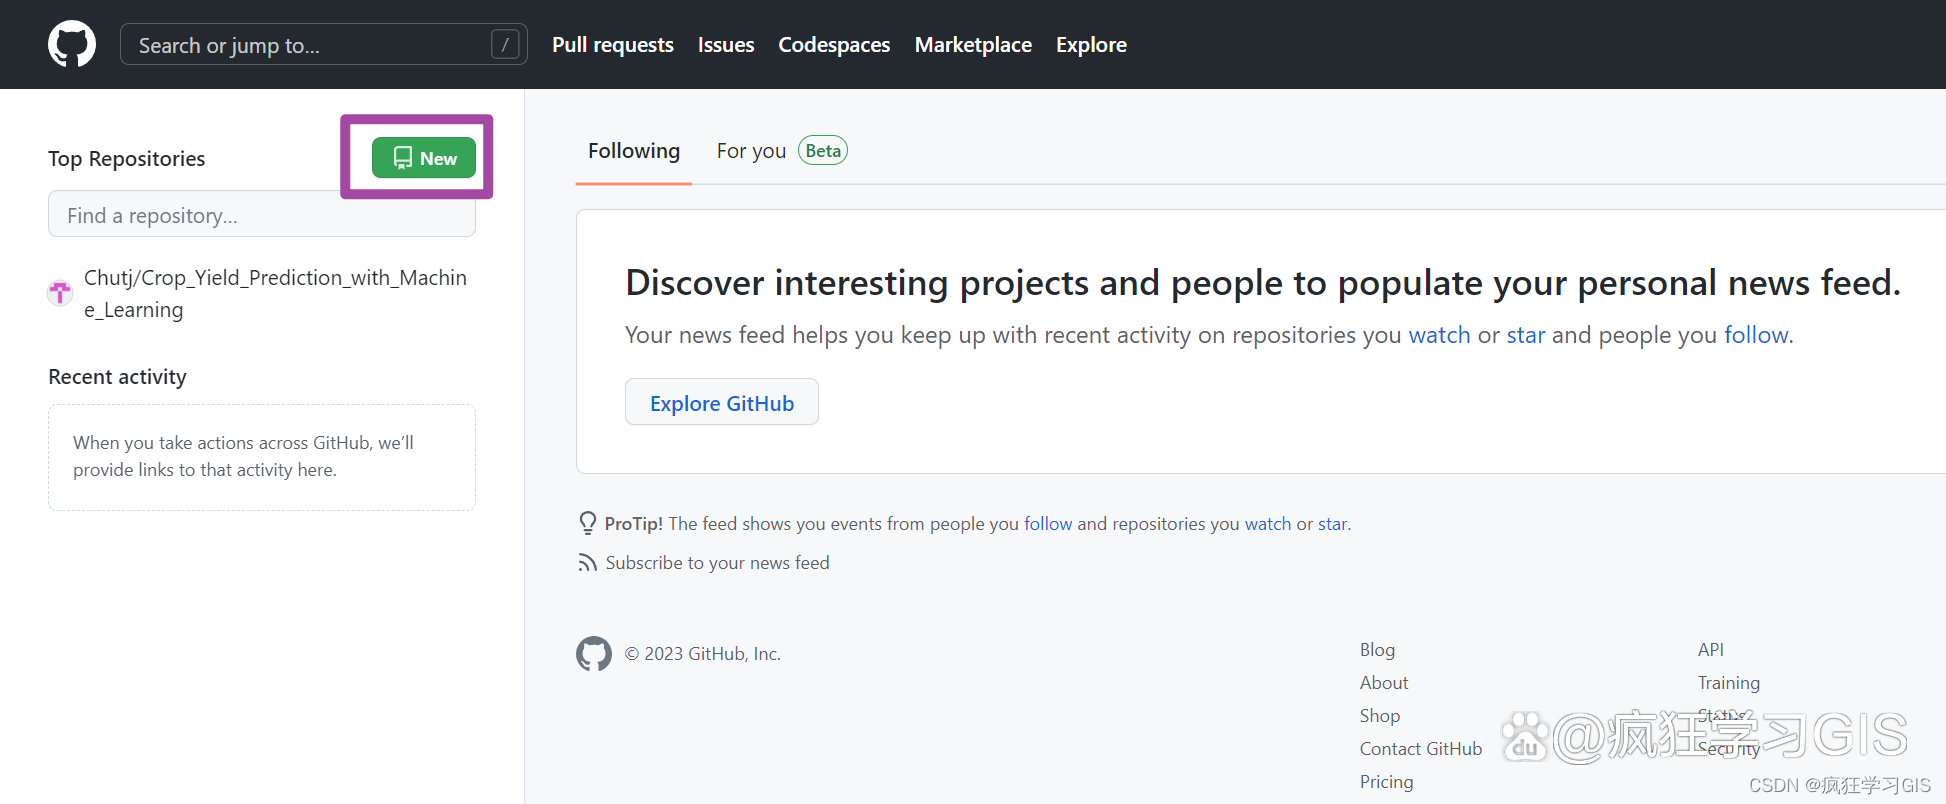 Search or jump to...
/
Pull requests
Issues
Codespaces
Marketplace
Explore
Top Repositories
New
Find a repository...
Chutj/Crop_Yield_Prediction_with_Machin
e_Learning
Recent activity
When you take actions across GitHub, we’ll
provide links to that activity here.
Following
For you
Beta
Discover interesting projects and people to populate your personal news feed.
Your news feed helps you keep up with recent activity on repositories you watch or star and people you follow.
Explore GitHub
ProTip! The feed shows you events from people you follow and repositories you watch or star.
Subscribe to your news feed
© 2023 GitHub, Inc.
Blog
About
Shop
Contact GitHub
Pricing
API
Training
Status
Security
du @疯狂学习GIS
CSDN @疯狂学习GIS